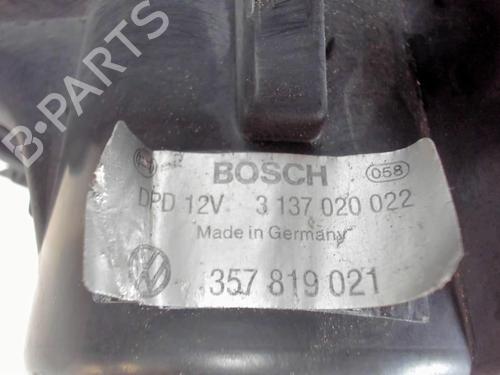 B-PARTS
BOSCH 058
DPD 12V 3 137 020 022
Made in Germany
357 819 021